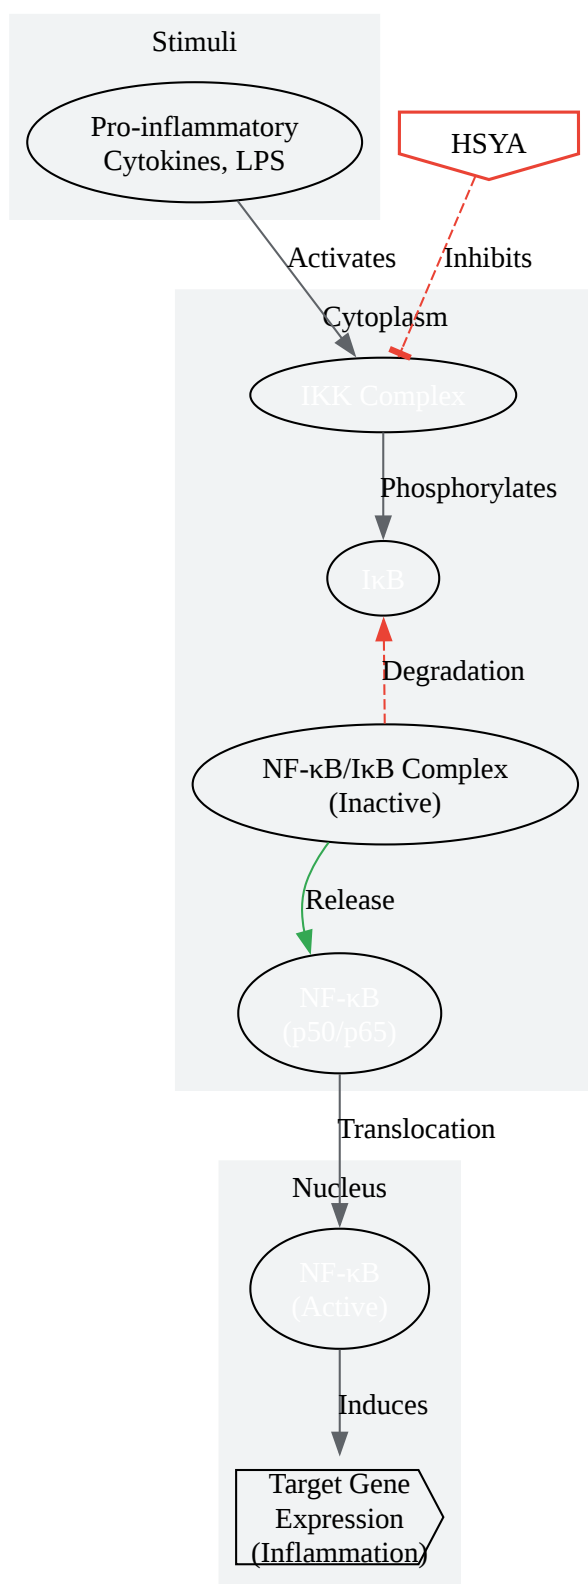 Stimuli
Pro-inflammatory
Cytokines, LPS
HSYA
Activates
Inhibits
Cytoplasm
IKK Complex
Phosphorylates
IκB
Degradation
NF-κB/IκB Complex
(Inactive)
Release
NF-κB
(p50/p65)
Translocation
Nucleus
NF-κB
(Active)
Induces
Target Gene
Expression
(Inflammation)